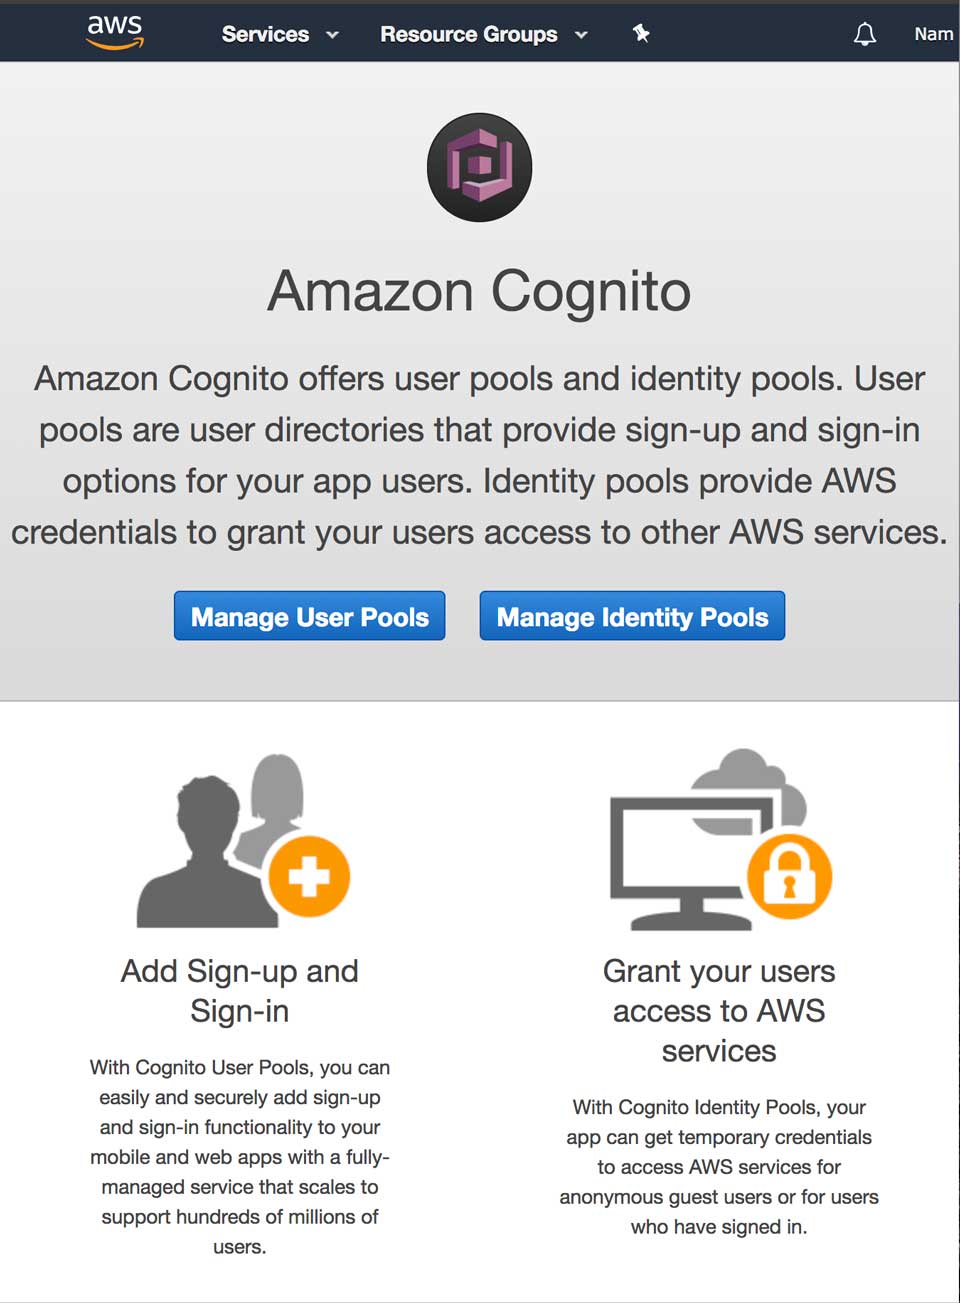 aws Services Resource Groups Nam
Amazon Cognito
Amazon Cognito offers user pools and identity pools. User
pools are user directories that provide sign-up and sign-in
options for your app users. Identity pools provide AWS
credentials to grant your users access to other AWS services.
Manage User Pools Manage Identity Pools
Add Sign-up and
Sign-in
With Cognito User Pools, you can
easily and securely add sign-up
and sign-in functionality to your
mobile and web apps with a fully-
managed service that scales to
support hundreds of millions of
users.
Grant your users
access to AWS
services
With Cognito Identity Pools, your
app can get temporary credentials
to access AWS services for
anonymous guest users or for users
who have signed in.